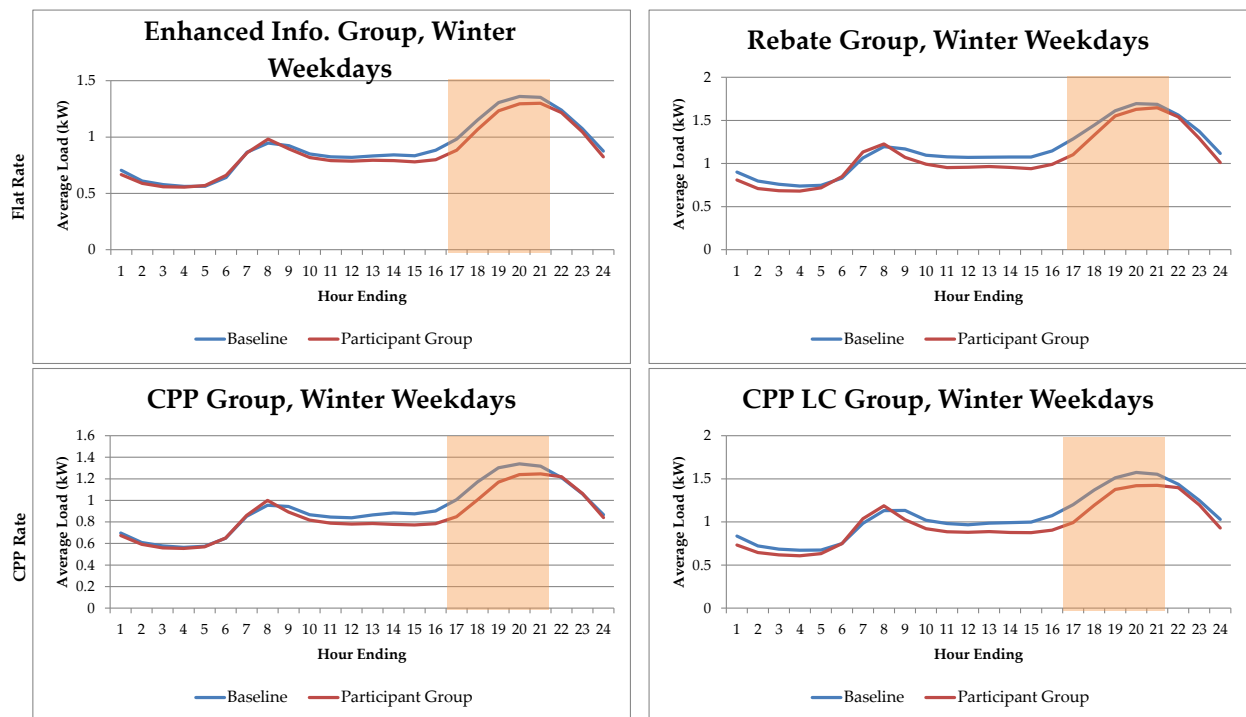 Flat Rate
Enhanced Info. Group, Winter
Weekdays
Average Load (kW)
1.5
1
0.5
0
1 2 3 4 5 6 7 8 9 10 11 12 13 14 15 16 17 18 19 20 21 22 23 24
Hour Ending
Baseline Participant Group
Rebate Group, Winter Weekdays
Average Load (kW)
2
1.5
1
0.5
0
1 2 3 4 5 6 7 8 9 10 11 12 13 14 15 16 17 18 19 20 21 22 23 24
Hour Ending
Baseline Participant Group
CPP Rate
CPP Group, Winter Weekdays
Average Load (kW)
1.6
1.4
1.2
1
0.8
0.6
0.4
0.2
0
1 2 3 4 5 6 7 8 9 10 11 12 13 14 15 16 17 18 19 20 21 22 23 24
Hour Ending
Baseline Participant Group
CPP LC Group, Winter Weekdays
Average Load (kW)
2
1.5
1
0.5
0
1 2 3 4 5 6 7 8 9 10 11 12 13 14 15 16 17 18 19 20 21 22 23 24
Hour Ending
Baseline Participant Group